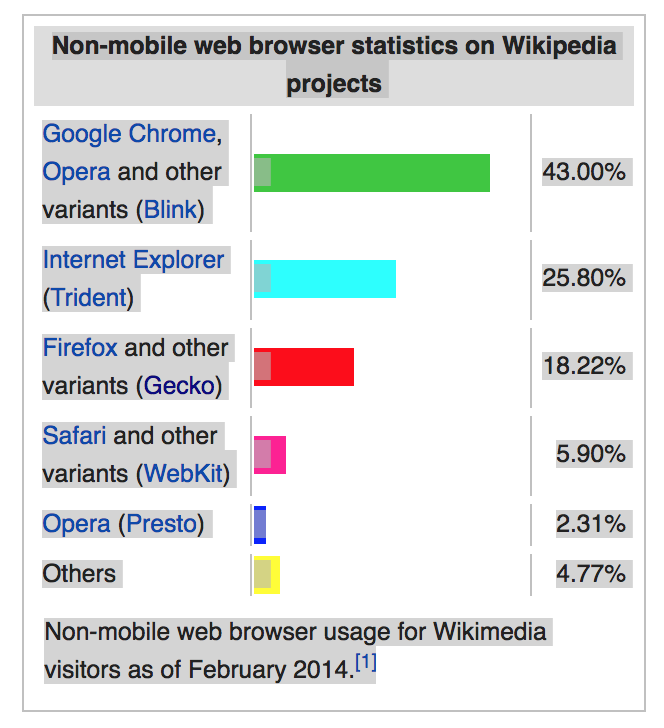 Non-mobile web browser statistics on Wikipedia
projects
Google Chrome,
Opera and other
variants (Blink)
43.00%
Internet Explorer
(Trident)
25.80%
Firefox and other
variants (Gecko)
18.22%
Safari and other
variants (WebKit)
5.90%
Opera (Presto)
2.31%
Others
4.77%
Non-mobile web browser usage for Wikimedia
visitors as of February 2014.[1]